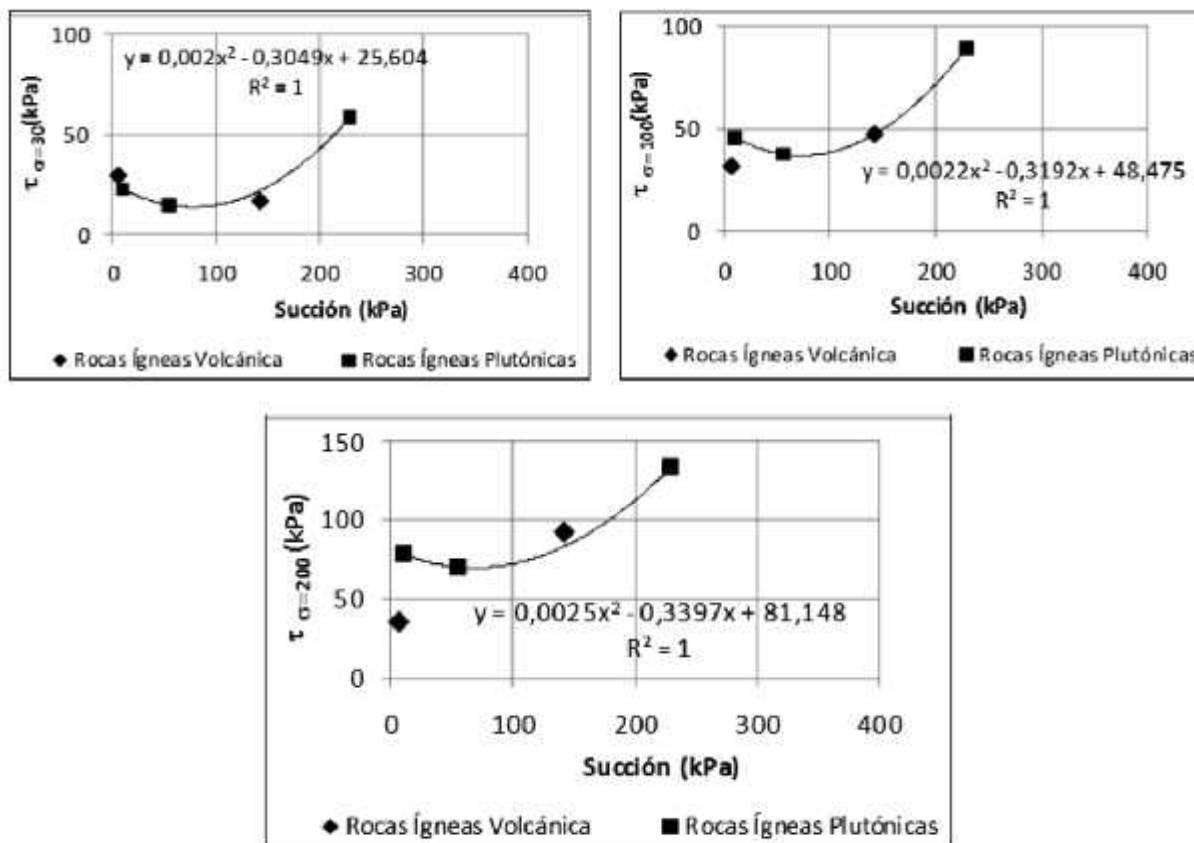 100
50
0
τ σ=30(kPa)
y = 0,002x² - 0,3049x + 25,604
R² = 1
0 100 200 300 400
Succión (kPa)
◆ Rocas Ígneas Volcánica ■ Rocas Ígneas Plutónicas
100
50
0
τ σ=100(kPa)
y = 0,0022x² - 0,3192x + 48,475
R² = 1
0 100 200 300 400
Succión (kPa)
◆ Rocas Ígneas Volcánica ■ Rocas Ígneas Plutónicas
150
100
50
0
τ σ=200 (kPa)
y = 0,0025x² - 0,3397x + 81,148
R² = 1
0 100 200 300 400
Succión (kPa)
◆ Rocas Ígneas Volcánica ■ Rocas Ígneas Plutónicas